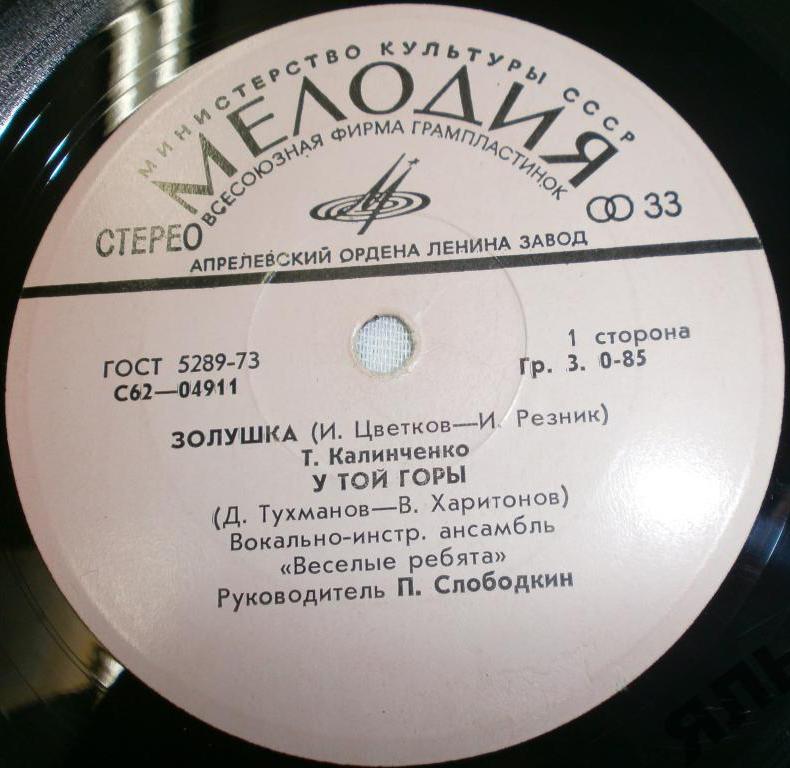 МИНИСТЕРСТВО КУЛЬТУРЫ СССР
МЕЛОДИЯ
ВСЕСОЮЗНАЯ ФИРМА ГРАМПЛАСТИНОК
СТЕРЕО
33
АПРЕЛЕВСКИЙ ОРДЕНА ЛЕНИНА ЗАВОД
ГОСТ 5289-73
1 сторона
С62—04911
Гр. 3. 0-85
ЗОЛУШКА (И. Цветков—И. Резник)
Т. Калинченко
У ТОЙ ГОРЫ
(Д. Тухманов—В. Харитонов)
Вокально-инстр. ансамбль
«Веселые ребята»
Руководитель П. Слободкин